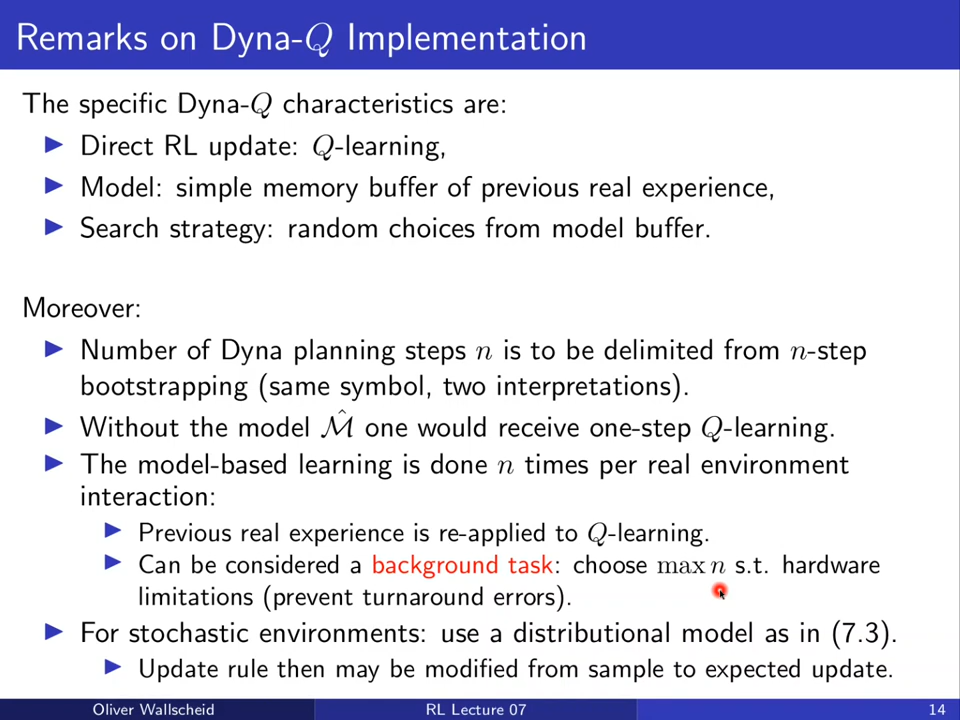 Remarks on Dyna-Q Implementation
The specific Dyna-Q characteristics are:
▶ Direct RL update: Q-learning,
▶ Model: simple memory buffer of previous real experience,
▶ Search strategy: random choices from model buffer.
Moreover:
▶ Number of Dyna planning steps n is to be delimited from n-step
bootstrapping (same symbol, two interpretations).
▶ Without the model M̂ one would receive one-step Q-learning.
▶ The model-based learning is done n times per real environment
interaction:
▶ Previous real experience is re-applied to Q-learning.
▶ Can be considered a background task: choose max n s.t. hardware
limitations (prevent turnaround errors).
▶ For stochastic environments: use a distributional model as in (7.3).
▶ Update rule then may be modified from sample to expected update.
Oliver Wallscheid RL Lecture 07 14